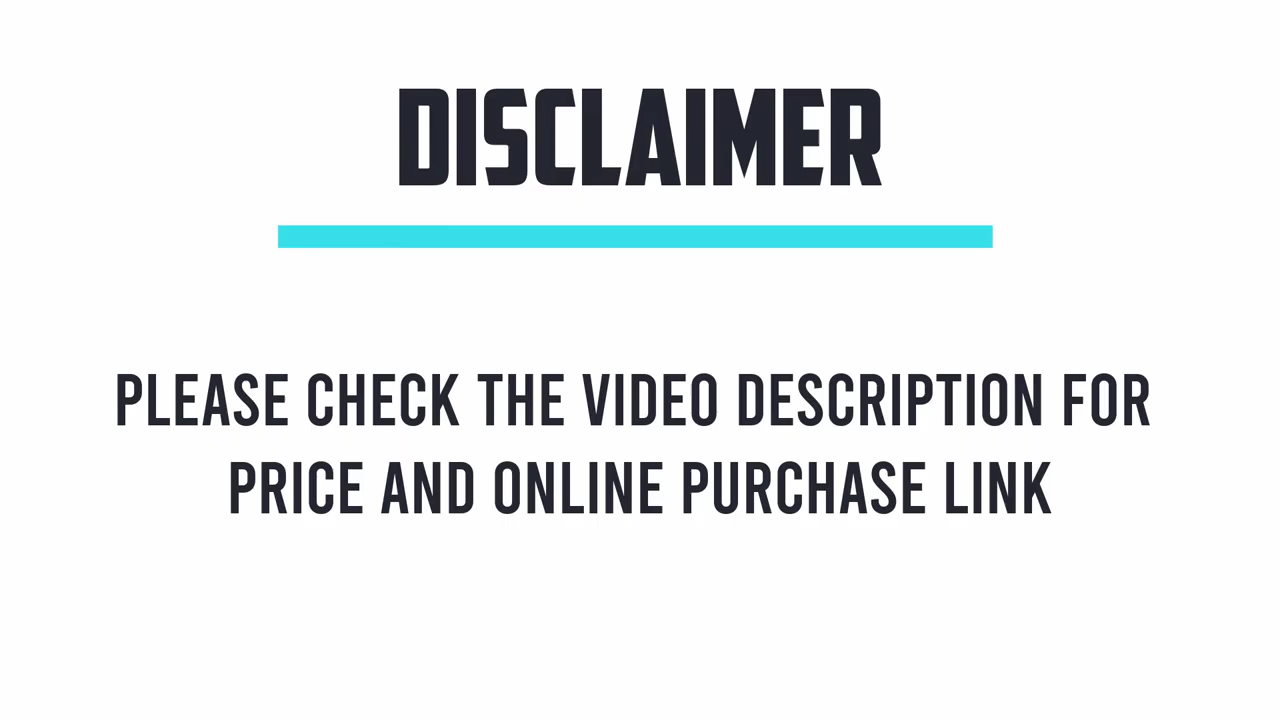 DISCLAIMER
PLEASE CHECK THE VIDEO DESCRIPTION FOR
PRICE AND ONLINE PURCHASE LINK